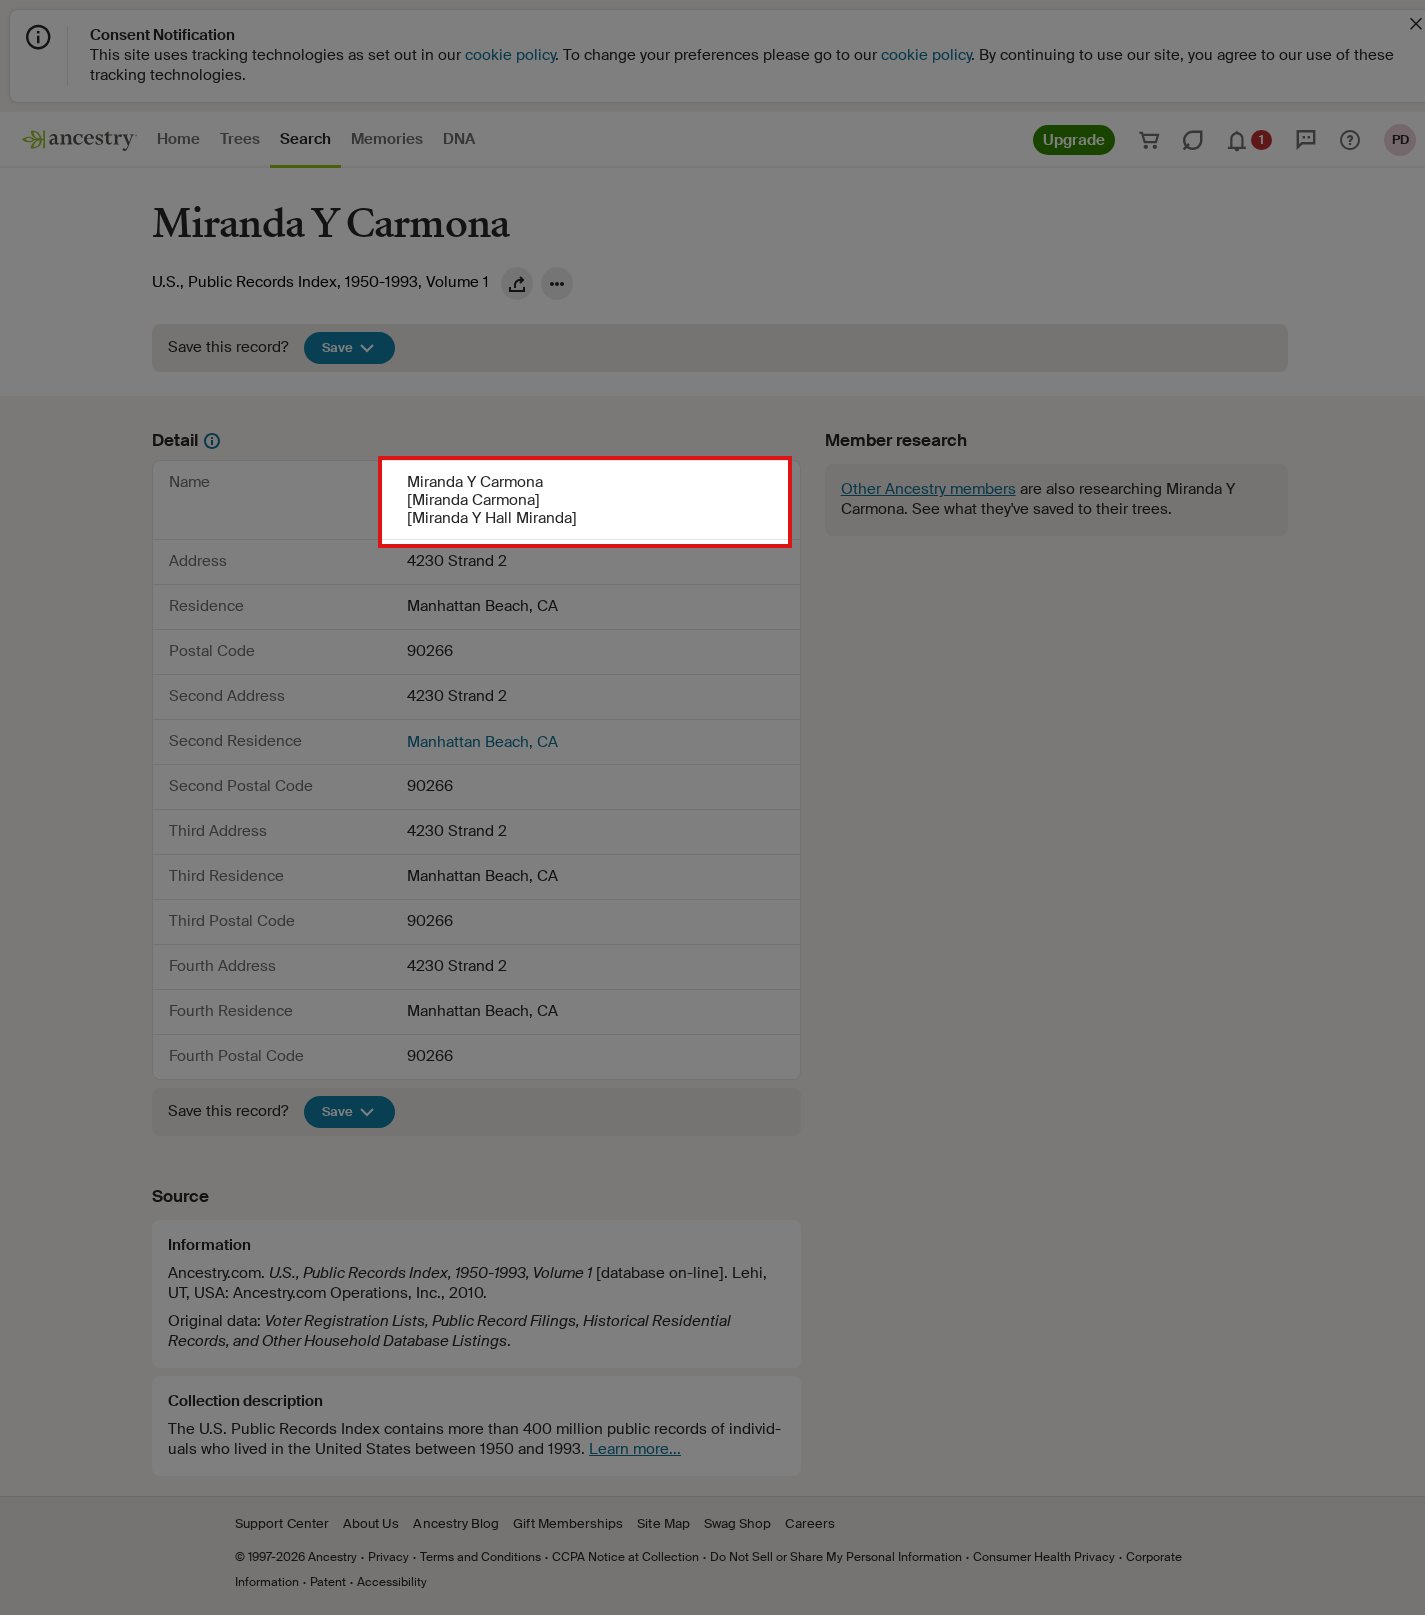 Consent Notification
This site uses tracking technologies as set out in our cookie policy. To change your preferences please go to our cookie policy. By continuing to use our site, you agree to our use of these
tracking technologies.
ancestry Home Trees Search Memories DNA Upgrade 1 PD
Miranda Y Carmona
U.S., Public Records Index, 1950-1993, Volume 1
Save this record? Save
Detail
Name Miranda Y Carmona
[Miranda Carmona]
[Miranda Y Hall Miranda]
Address 4230 Strand 2
Residence Manhattan Beach, CA
Postal Code 90266
Second Address 4230 Strand 2
Second Residence Manhattan Beach, CA
Second Postal Code 90266
Third Address 4230 Strand 2
Third Residence Manhattan Beach, CA
Third Postal Code 90266
Fourth Address 4230 Strand 2
Fourth Residence Manhattan Beach, CA
Fourth Postal Code 90266
Save this record? Save
Member research
Other Ancestry members are also researching Miranda Y
Carmona. See what they've saved to their trees.
Source
Information
Ancestry.com. U.S., Public Records Index, 1950-1993, Volume 1 [database on-line]. Lehi,
UT, USA: Ancestry.com Operations, Inc., 2010.
Original data: Voter Registration Lists, Public Record Filings, Historical Residential
Records, and Other Household Database Listings.
Collection description
The U.S. Public Records Index contains more than 400 million public records of individ-
uals who lived in the United States between 1950 and 1993. Learn more...
Support Center About Us Ancestry Blog Gift Memberships Site Map Swag Shop Careers
© 1997-2026 Ancestry · Privacy · Terms and Conditions · CCPA Notice at Collection · Do Not Sell or Share My Personal Information · Consumer Health Privacy · Corporate
Information · Patent · Accessibility